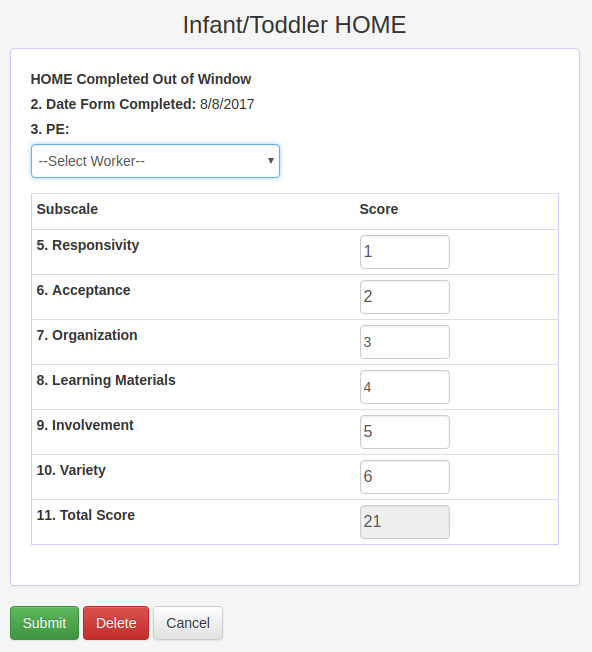 Infant/Toddler HOME
HOME Completed Out of Window
2. Date Form Completed: 8/8/2017
3. PE:
--Select Worker--
Subscale Score
5. Responsivity 1
6. Acceptance 2
7. Organization 3
8. Learning Materials 4
9. Involvement 5
10. Variety 6
11. Total Score 21
Submit Delete Cancel